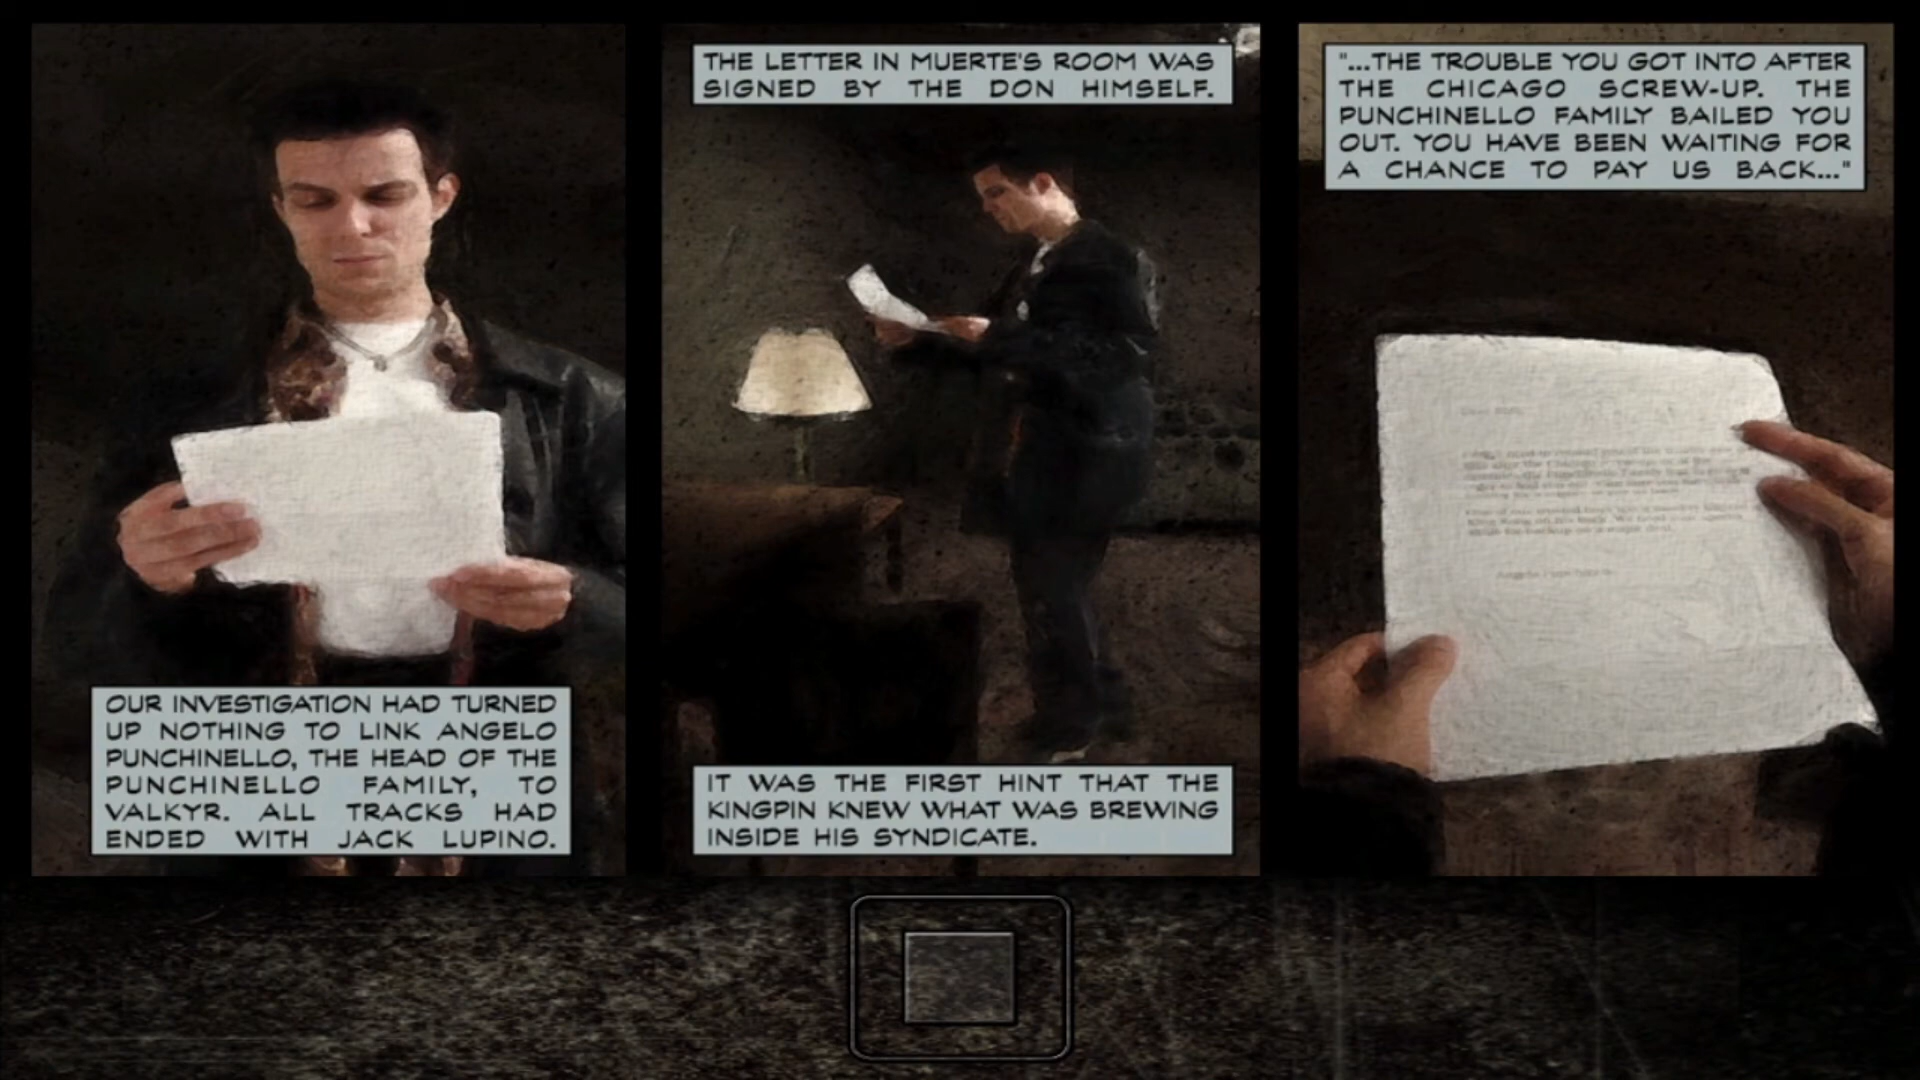 OUR INVESTIGATION HAD TURNED
UP NOTHING TO LINK ANGELO
PUNCHINELLO, THE HEAD OF THE
PUNCHINELLO FAMILY, TO
VALKYR. ALL TRACKS HAD
ENDED WITH JACK LUPINO.
THE LETTER IN MUERTE'S ROOM WAS
SIGNED BY THE DON HIMSELF.
IT WAS THE FIRST HINT THAT THE
KINGPIN KNEW WHAT WAS BREWING
INSIDE HIS SYNDICATE.
"...THE TROUBLE YOU GOT INTO AFTER
THE CHICAGO SCREW-UP. THE
PUNCHINELLO FAMILY BAILED YOU
OUT. YOU HAVE BEEN WAITING FOR
A CHANCE TO PAY US BACK..."